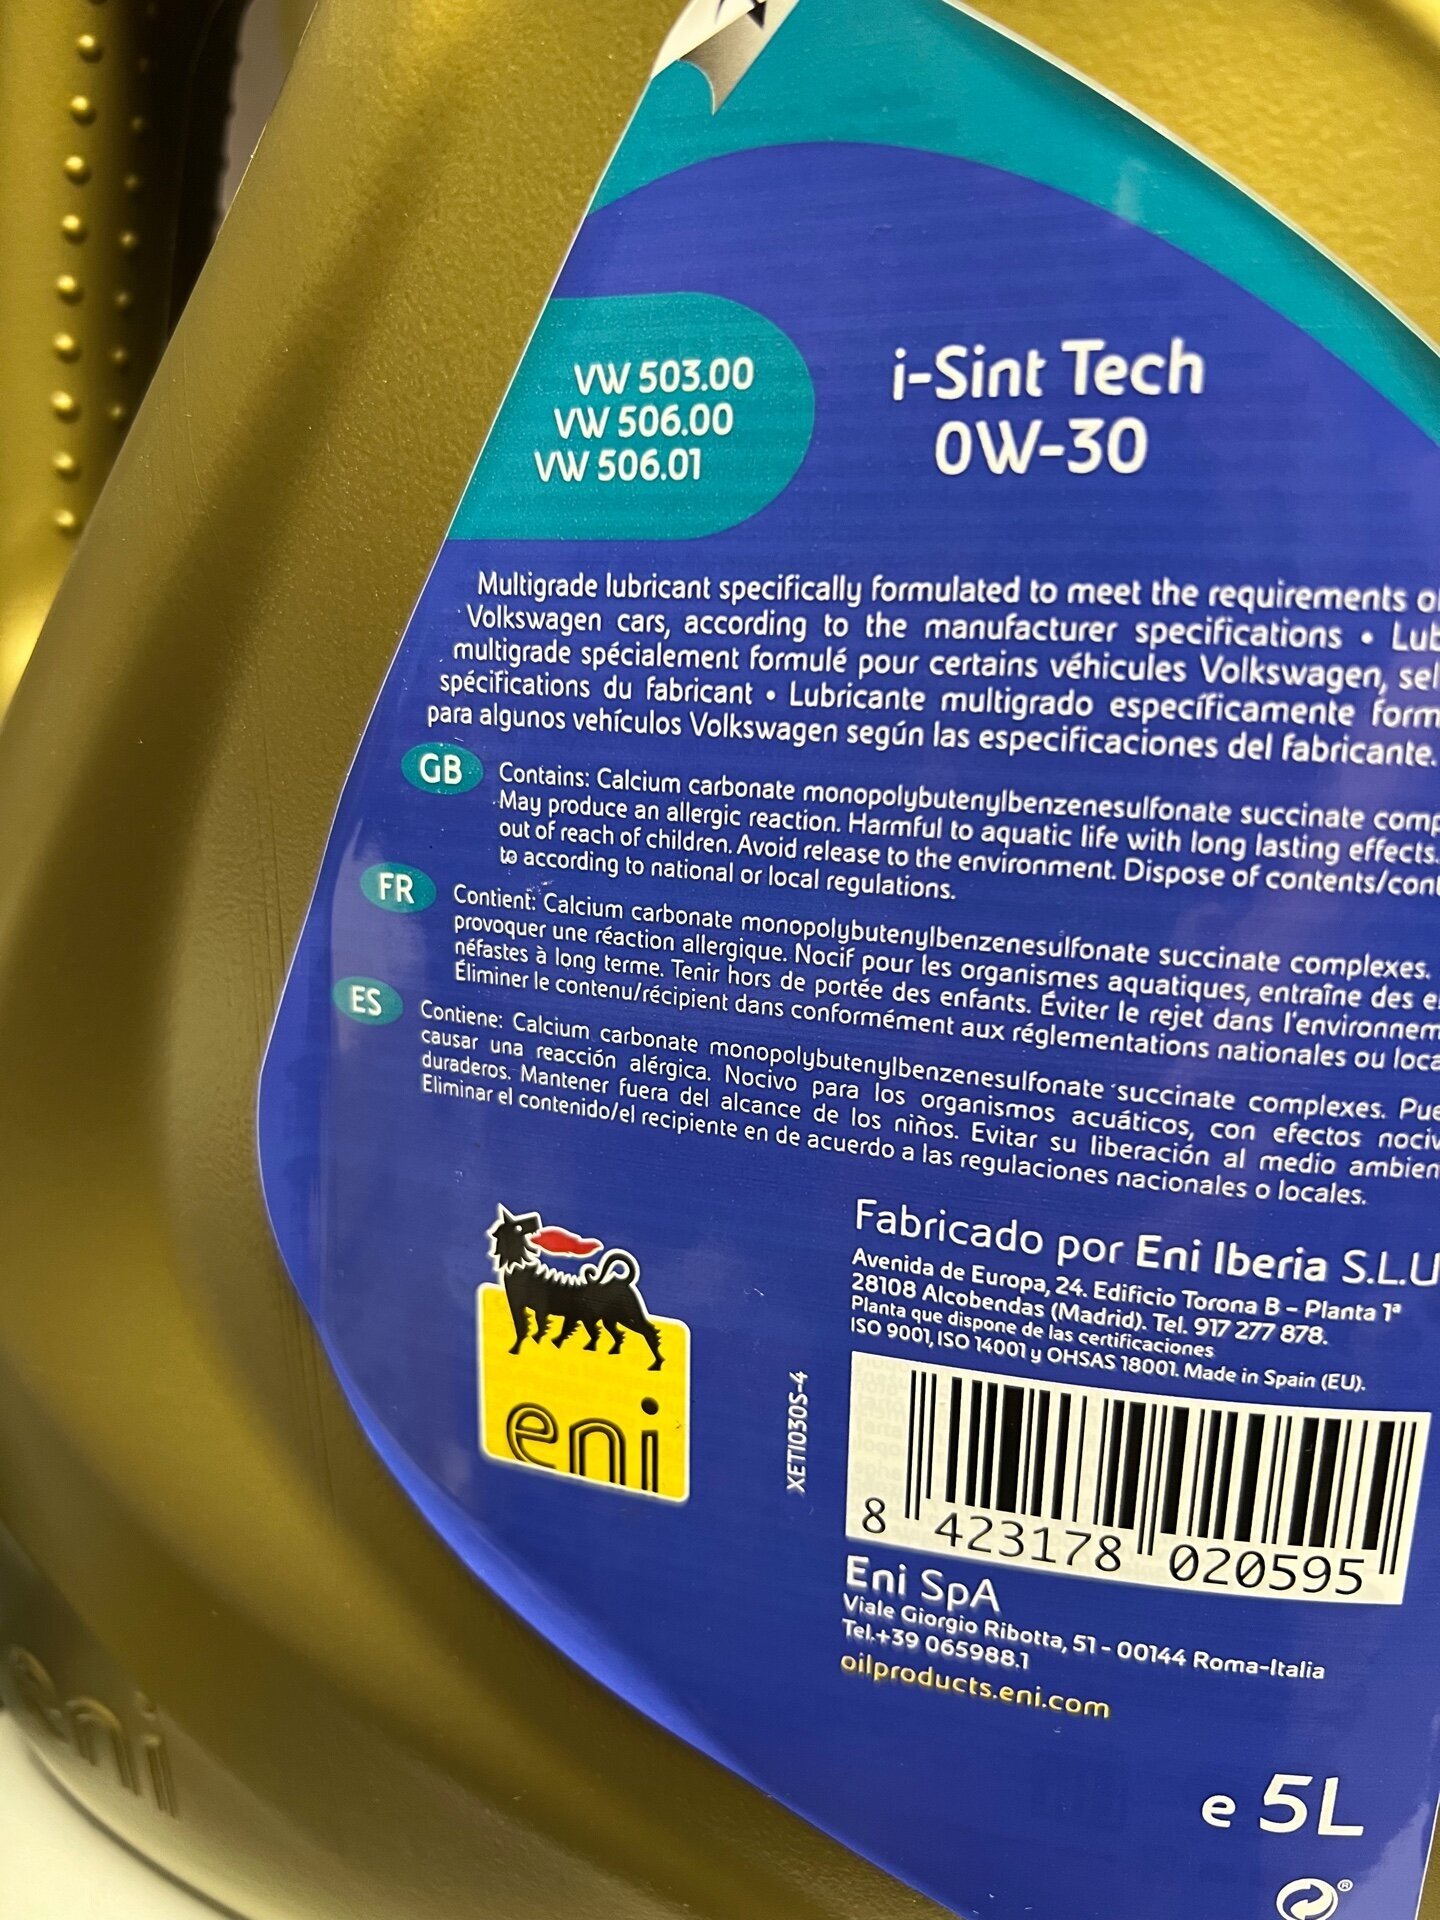 VW 503.00
VW 506.00
VW 506.01
i-Sint Tech
0W-30
Multigrade lubricant specifically formulated to meet the requirements
Volkswagen cars, according to the manufacturer specifications •
multigrade spécialement formulé pour certains véhicules Volkswagen,
spécifications du fabricant • Lubricante multigrado específicamente
para algunos vehículos Volkswagen según las especificaciones del fabricante.
GB
Contains: Calcium carbonate monopolybutenylbenzenesulfonate succinate
May produce an allergic reaction. Harmful to aquatic life with long lasting effects.
out of reach of children. Avoid release to the environment. Dispose of
to according to national or local regulations.
FR
Contient: Calcium carbonate monopolybutenylbenzenesulfonate succinate complexes.
provoquer une réaction allergique. Nocif pour les organismes aquatiques, entraîne des
néfastes à long terme. Tenir hors de portée des enfants. Éviter le rejet dans
Éliminer le contenu/récipient dans conformément aux réglementations nationales ou
ES
Contiene: Calcium carbonate monopolybutenylbenzenesulfonate succinate complexes.
causar una reacción alérgica. Nocivo para los organismos acuáticos, con efectos
duraderos. Mantener fuera del alcance de los niños. Evitar su liberación al medio
Eliminar el contenido/el recipiente en de acuerdo a las regulaciones nacionales o locales.
eni
Fabricado por Eni Iberia S.L.U
Avenida de Europa, 24. Edificio Torona B - Planta 1ª
28108 Alcobendas (Madrid). Tel. 917 277 878.
Planta que dispone de las certificaciones
ISO 9001, ISO 14001 y OHSAS 18001. Made in Spain (EU).
XETI030S-4
8 423178 020595
Eni SpA
Viale Giorgio Ribotta, 51 - 00144 Roma-Italia
Tel.+39 065988.1
oilproducts.eni.com
e 5L
®
eni